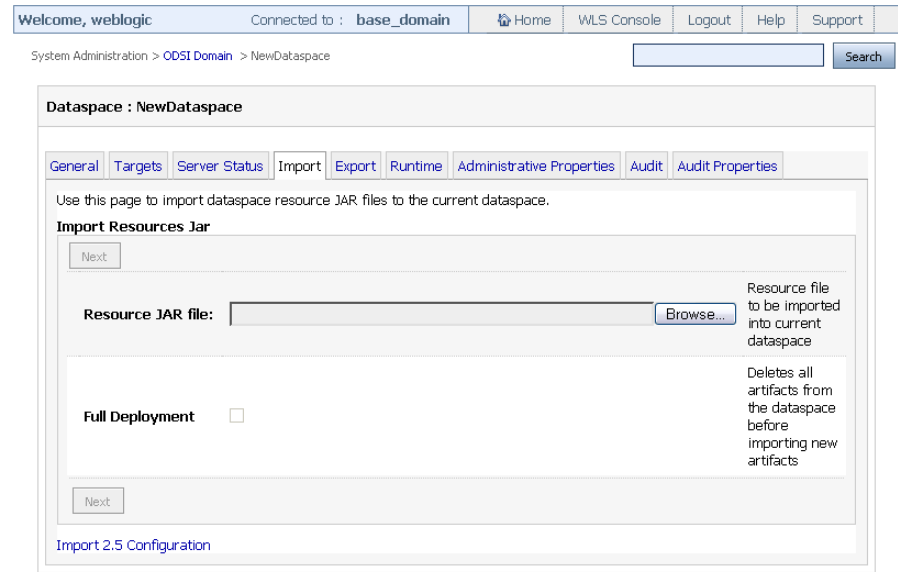 Welcome, weblogic Connected to : base_domain Home WLS Console Logout Help Support
System Administration > ODSI Domain > NewDataspace Search
Dataspace : NewDataspace
General Targets Server Status Import Export Runtime Administrative Properties Audit Audit Properties
Use this page to import dataspace resource JAR files to the current dataspace.
Import Resources Jar
Next
Resource JAR file: Browse...
Resource file
to be imported
into current
dataspace
Full Deployment
Deletes all
artifacts from
the dataspace
before
importing new
artifacts
Next
Import 2.5 Configuration